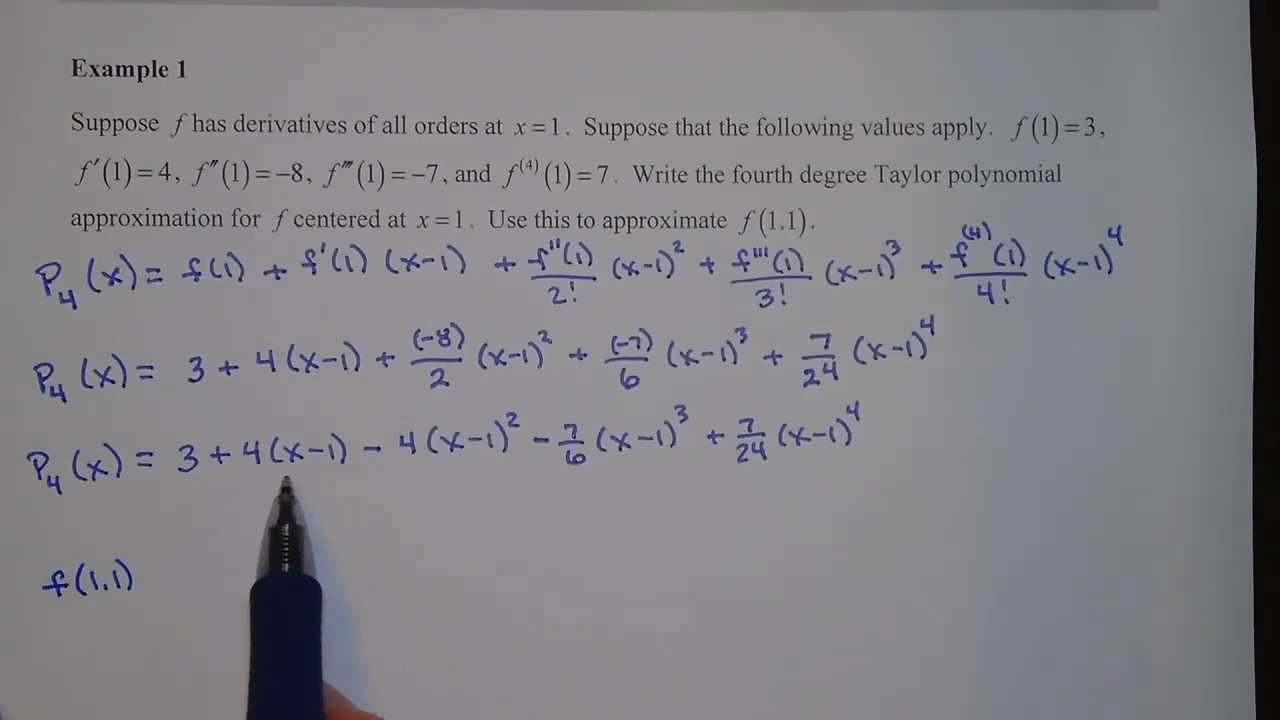 Example 1
Suppose f has derivatives of all orders at x = 1. Suppose that the following values apply. f(1) = 3,
f′(1) = 4, f″(1) = −8, f‴(1) = −7, and f⁽⁴⁾(1) = 7. Write the fourth degree Taylor polynomial
approximation for f centered at x = 1. Use this to approximate f(1.1).
P₄(x) = f(1) + f'(1)(x-1) + f''(1)/2! (x-1)² + f'''(1)/3! (x-1)³ + f⁽⁴⁾(1)/4! (x-1)⁴
P₄(x) = 3 + 4(x-1) + (-8)/2 (x-1)² + (-7)/6 (x-1)³ + 7/24 (x-1)⁴
P₄(x) = 3 + 4(x-1) - 4(x-1)² - 7/6 (x-1)³ + 7/24 (x-1)⁴
f(1.1)